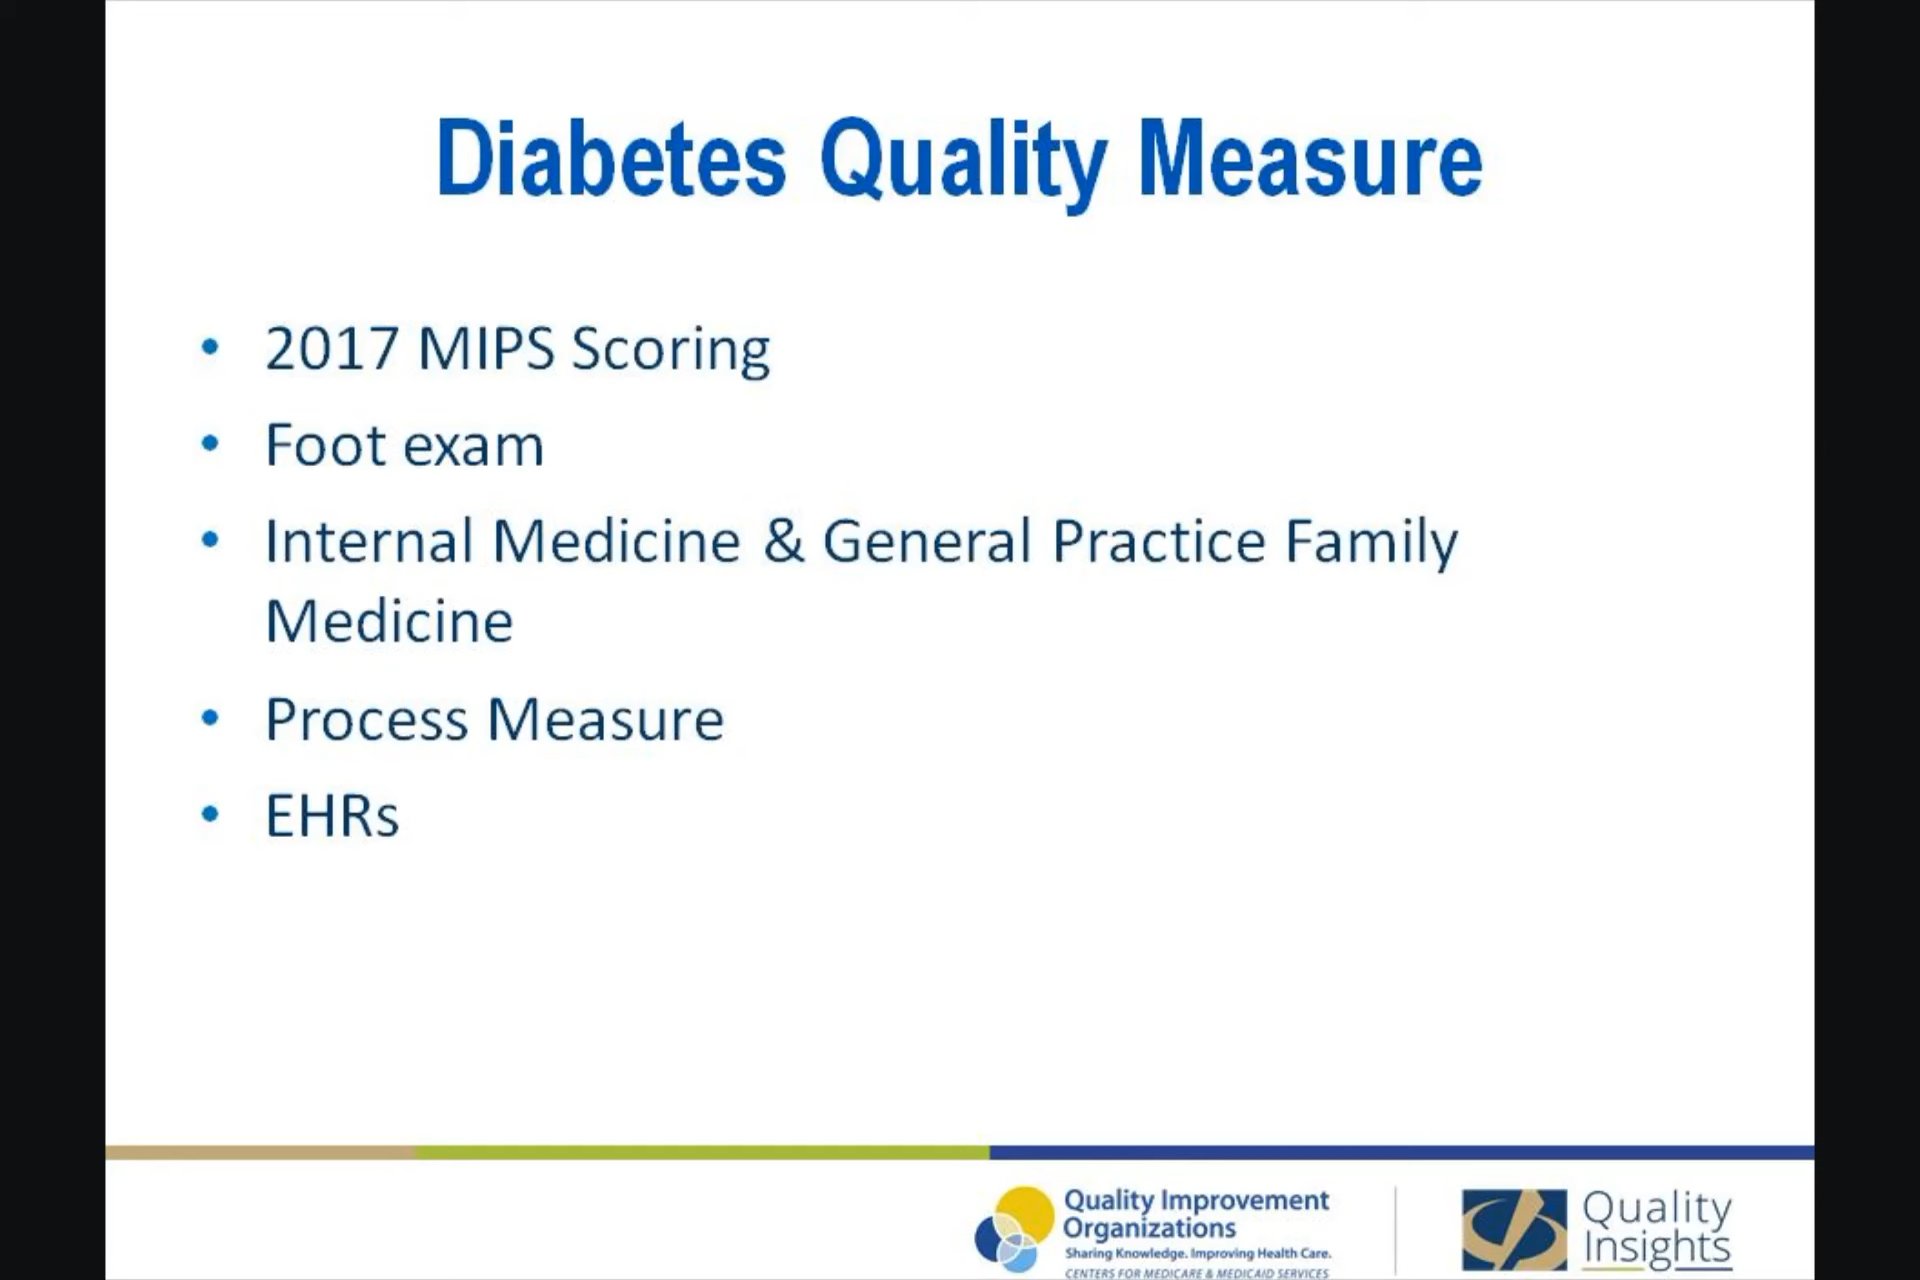 Diabetes Quality Measure
• 2017 MIPS Scoring
• Foot exam
• Internal Medicine & General Practice Family
Medicine
• Process Measure
• EHRs
Quality Improvement
Organizations
Sharing Knowledge. Improving Health Care.
CENTERS FOR MEDICARE & MEDICAID SERVICES
Quality
Insights